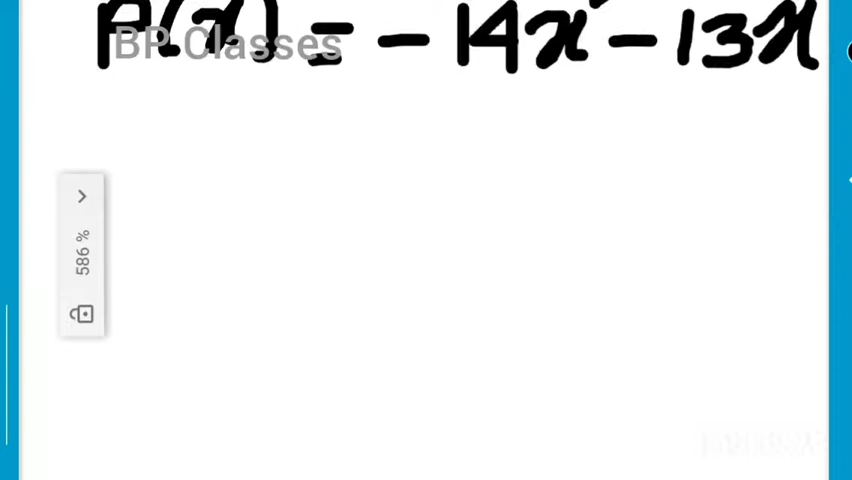 P(x) = - 14x - 13x
BP Classes
586 %